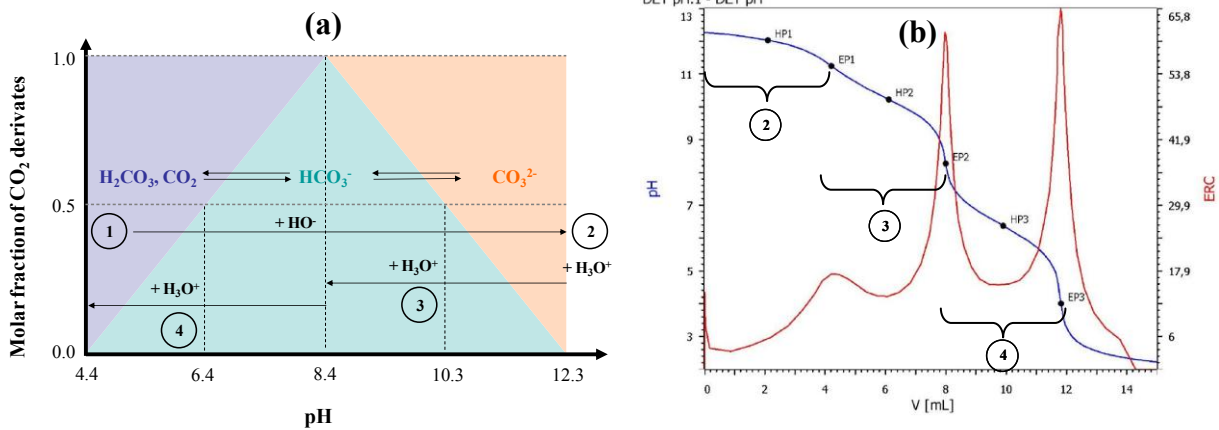 (a)
Molar fraction of CO₂ derivates
1.0
0.5
0.0
H₂CO₃, CO₂
HCO₃⁻
CO₃²⁻
1
+ HO⁻
2
+ H₃O⁺
+ H₃O⁺
+ H₃O⁺
3
4
4.4 6.4 8.4 10.3 12.3
pH
(b)
13
11
9
7
5
3
pH
65,8
53,8
41,9
29,9
17,9
6
ERC
HP1
EP1
HP2
EP2
HP3
EP3
2
3
4
0 2 4 6 8 10 12 14
V [mL]